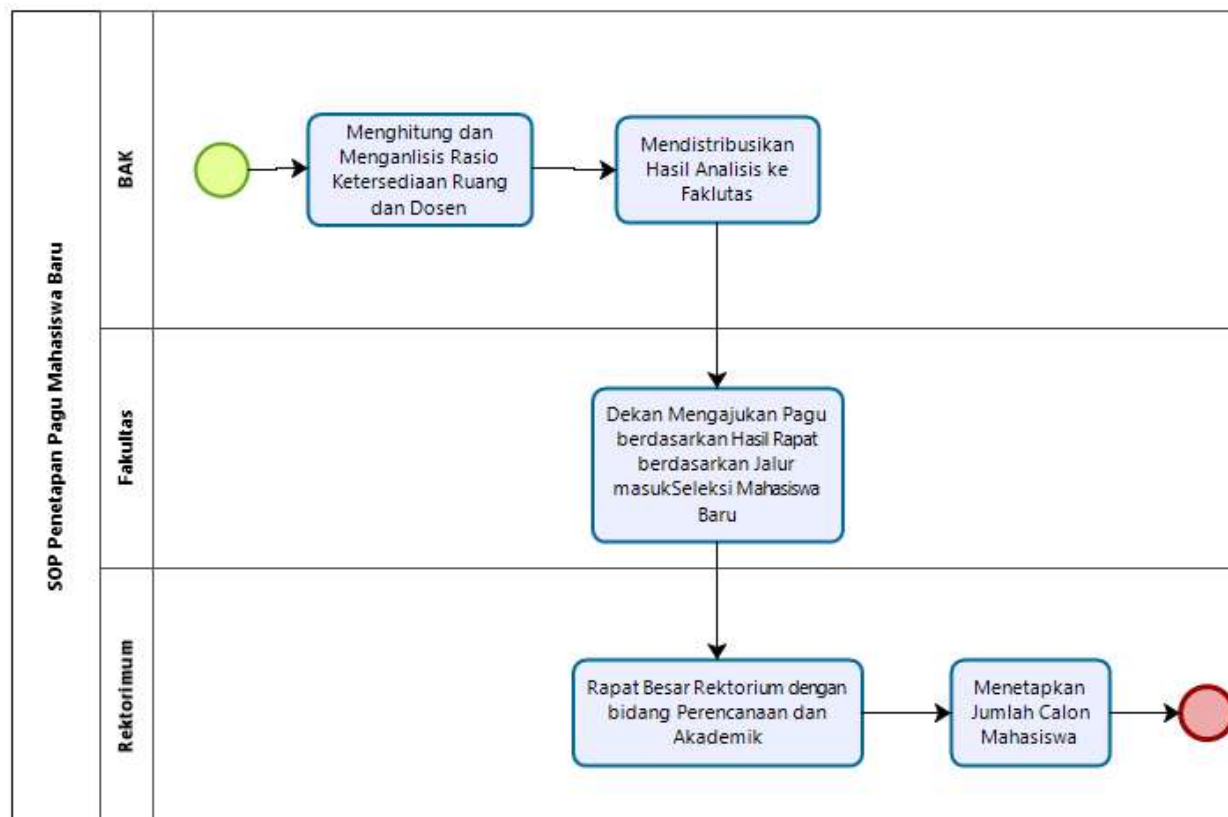 SOP Penetapan Pagu Mahasiswa Baru
BAK
Menghitung dan
Menganlisis Rasio
Ketersediaan Ruang
dan Dosen
Mendistribusikan
Hasil Analisis ke
Faklutas
Fakultas
Dekan Mengajukan Pagu
berdasarkan Hasil Rapat
berdasarkan Jalur
masukSeleksi Mahasiswa
Baru
Rektorimum
Rapat Besar Rektorium dengan
bidang Perencanaan dan
Akademik
Menetapkan
Jumlah Calon
Mahasiswa